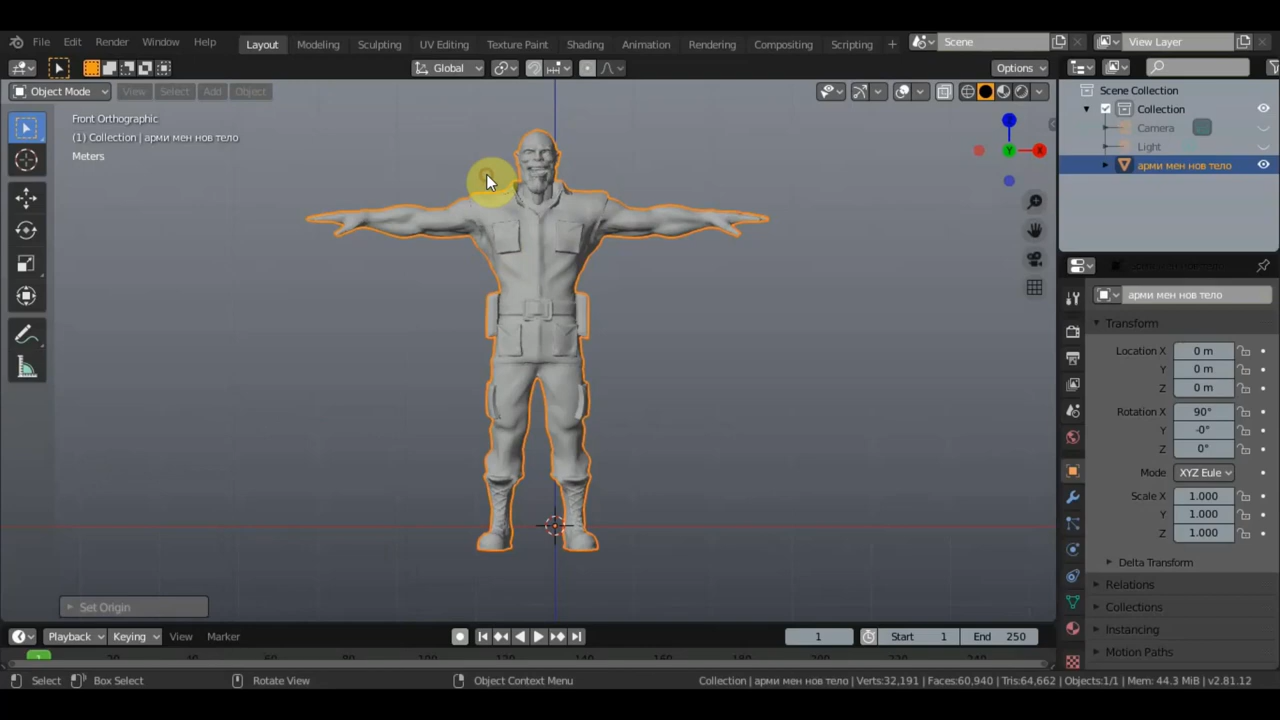 File Edit Render Window Help Layout Modeling Sculpting UV Editing Texture Paint Shading Animation Rendering Compositing Scripting + Scene View Layer
Global Options
Object Mode View Select Add Object
Front Orthographic
(1) Collection | арми мен нов тело
Meters
Z
Y
X
Scene Collection
Collection
Camera
Light
арми мен нов тело
арми мен нов тело
Transform
Location X 0 m
Y 0 m
Z 0 m
Rotation X 90°
Y -0°
Z 0°
Mode XYZ Eule
Scale X 1.000
Y 1.000
Z 1.000
Delta Transform
Relations
Collections
Instancing
Motion Paths
Set Origin
Playback Keying View Marker 1 Start 1 End 250
1
Select Box Select Rotate View Object Context Menu Collection | арми мен нов тело | Verts:32,191 | Faces:60,940 | Tris:64,662 | Objects:1/1 | Mem: 44.3 MiB | v2.81.12